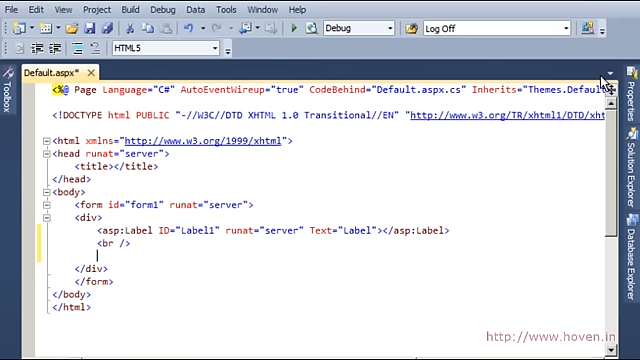 File Edit View Project Build Debug Data Tools Window Help
Debug Log Off
HTML5
Default.aspx*
<%@ Page Language="C#" AutoEventWireup="true" CodeBehind="Default.aspx.cs" Inherits="Themes.Default
<!DOCTYPE html PUBLIC "-//W3C//DTD XHTML 1.0 Transitional//EN" "http://www.w3.org/TR/xhtml1/DTD/xht
<html xmlns="http://www.w3.org/1999/xhtml">
<head runat="server">
<title></title>
</head>
<body>
<form id="form1" runat="server">
<div>
<asp:Label ID="Label1" runat="server" Text="Label"></asp:Label>
<br />
</div>
</form>
</body>
</html>
Toolbox
Properties
Solution Explorer
Database Explorer
http://www.hoven.in